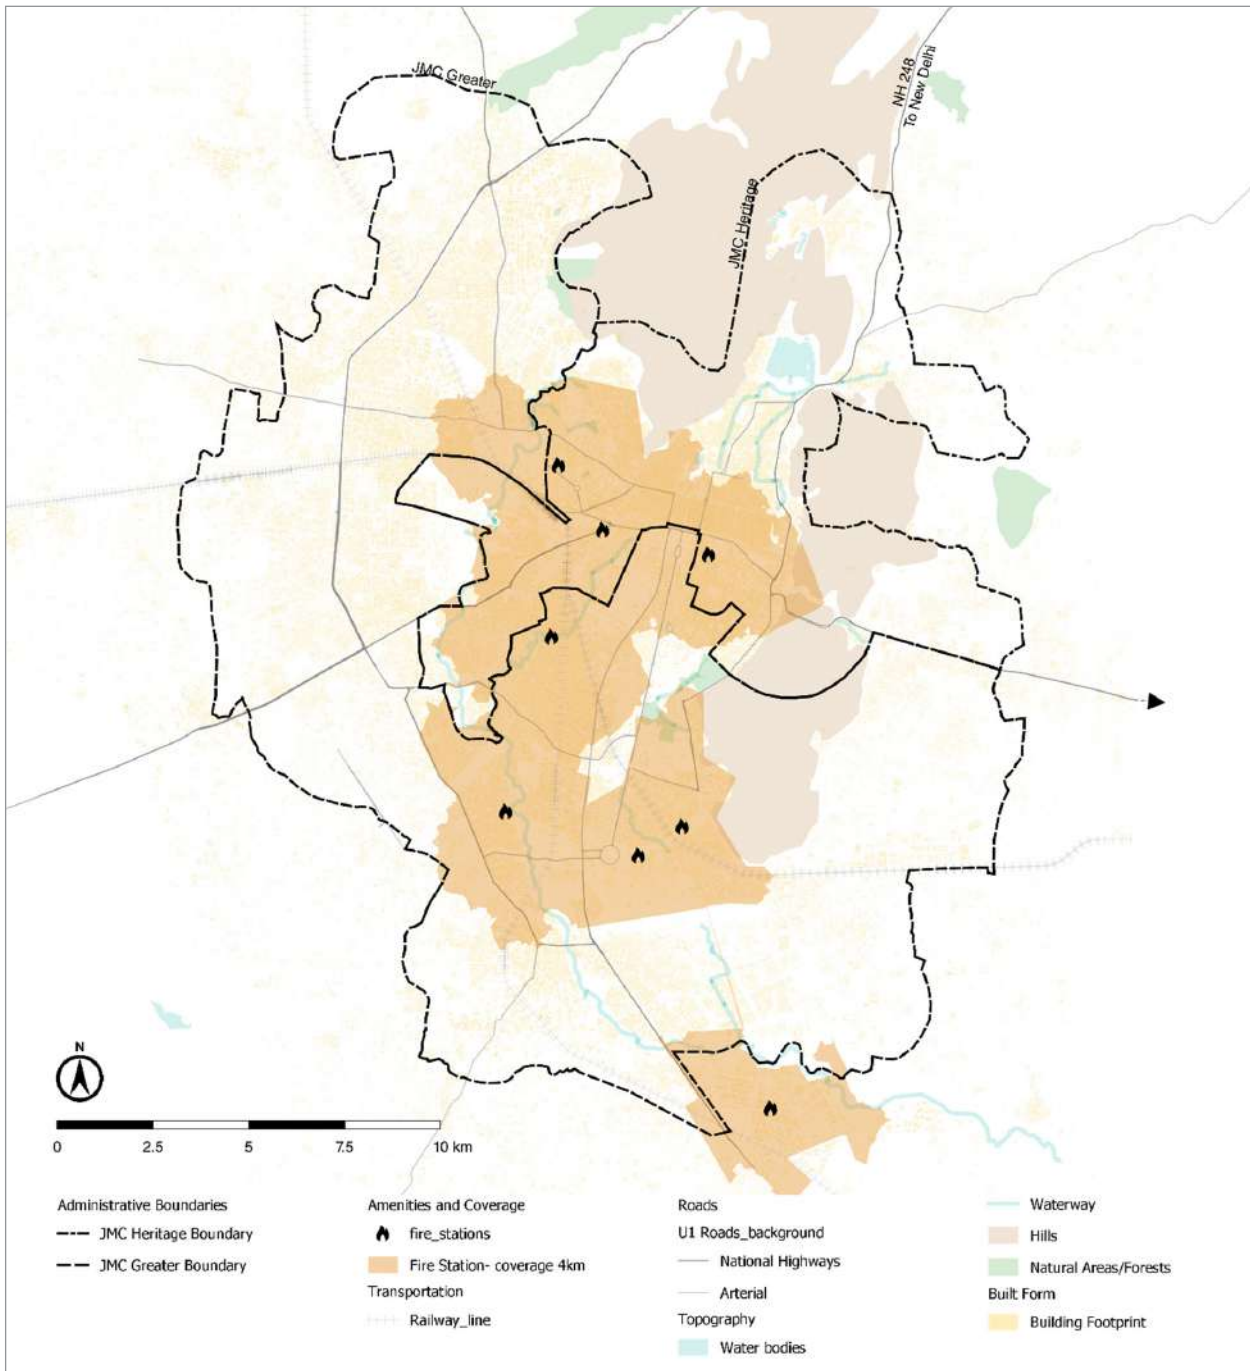 JMC Greater
NH 248
To New Delhi
JMC Heritage
N
0 2.5 5 7.5 10 km
Administrative Boundaries
JMC Heritage Boundary
JMC Greater Boundary
Amenities and Coverage
fire_stations
Fire Station- coverage 4km
Transportation
Railway_line
Roads
U1 Roads_background
National Highways
Arterial
Topography
Water bodies
Waterway
Hills
Natural Areas/Forests
Built Form
Building Footprint